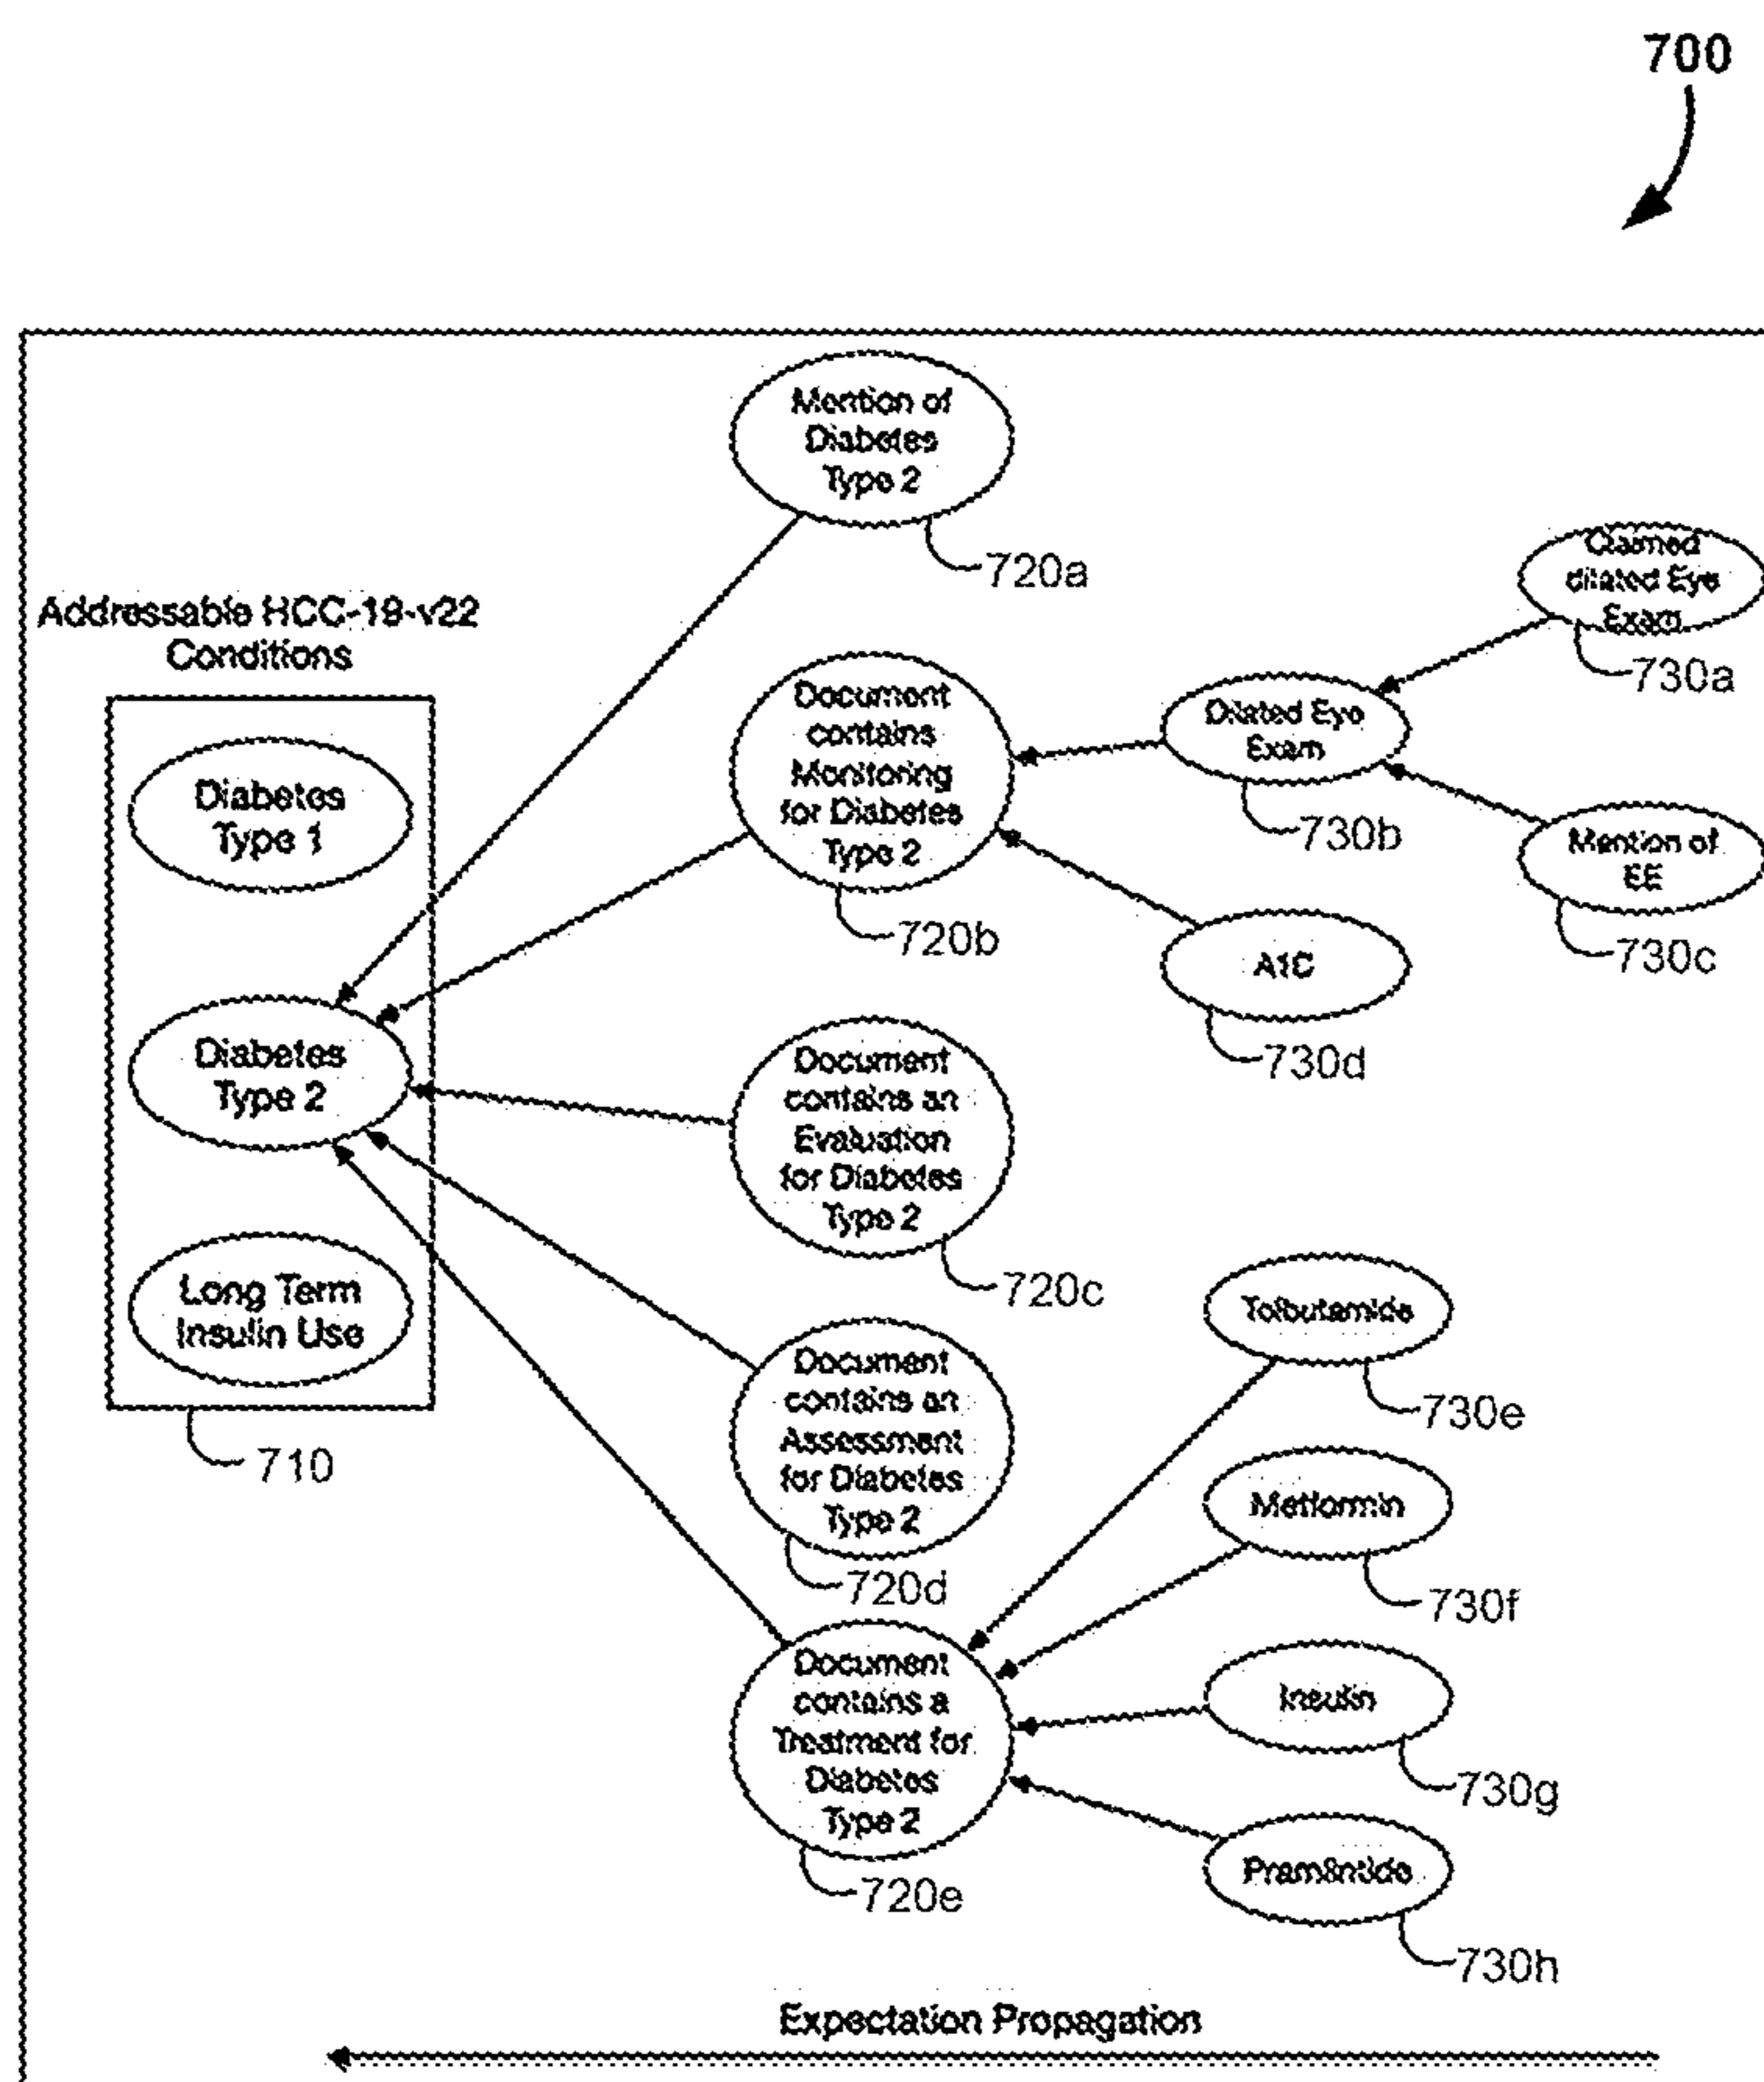 700
Mention of
Diabetes
Type 2
720a
Claimed
dilated Eye
Exam
730a
Addressable HCC-19-v22
Conditions
Document
contains
Monitoring
for Diabetes
Type 2
720b
Dilated Eye
Exam
730b
Mention of
EE
730c
A1C
730d
Diabetes
Type 1
Diabetes
Type 2
Long Term
Insulin Use
710
Document
contains an
Evaluation
for Diabetes
Type 2
720c
Document
contains an
Assessment
for Diabetes
Type 2
720d
Tolbutamide
730e
Metformin
730f
Document
contains a
Treatment for
Diabetes
Type 2
720e
Insulin
730g
Pramlintide
730h
Expectation Propagation